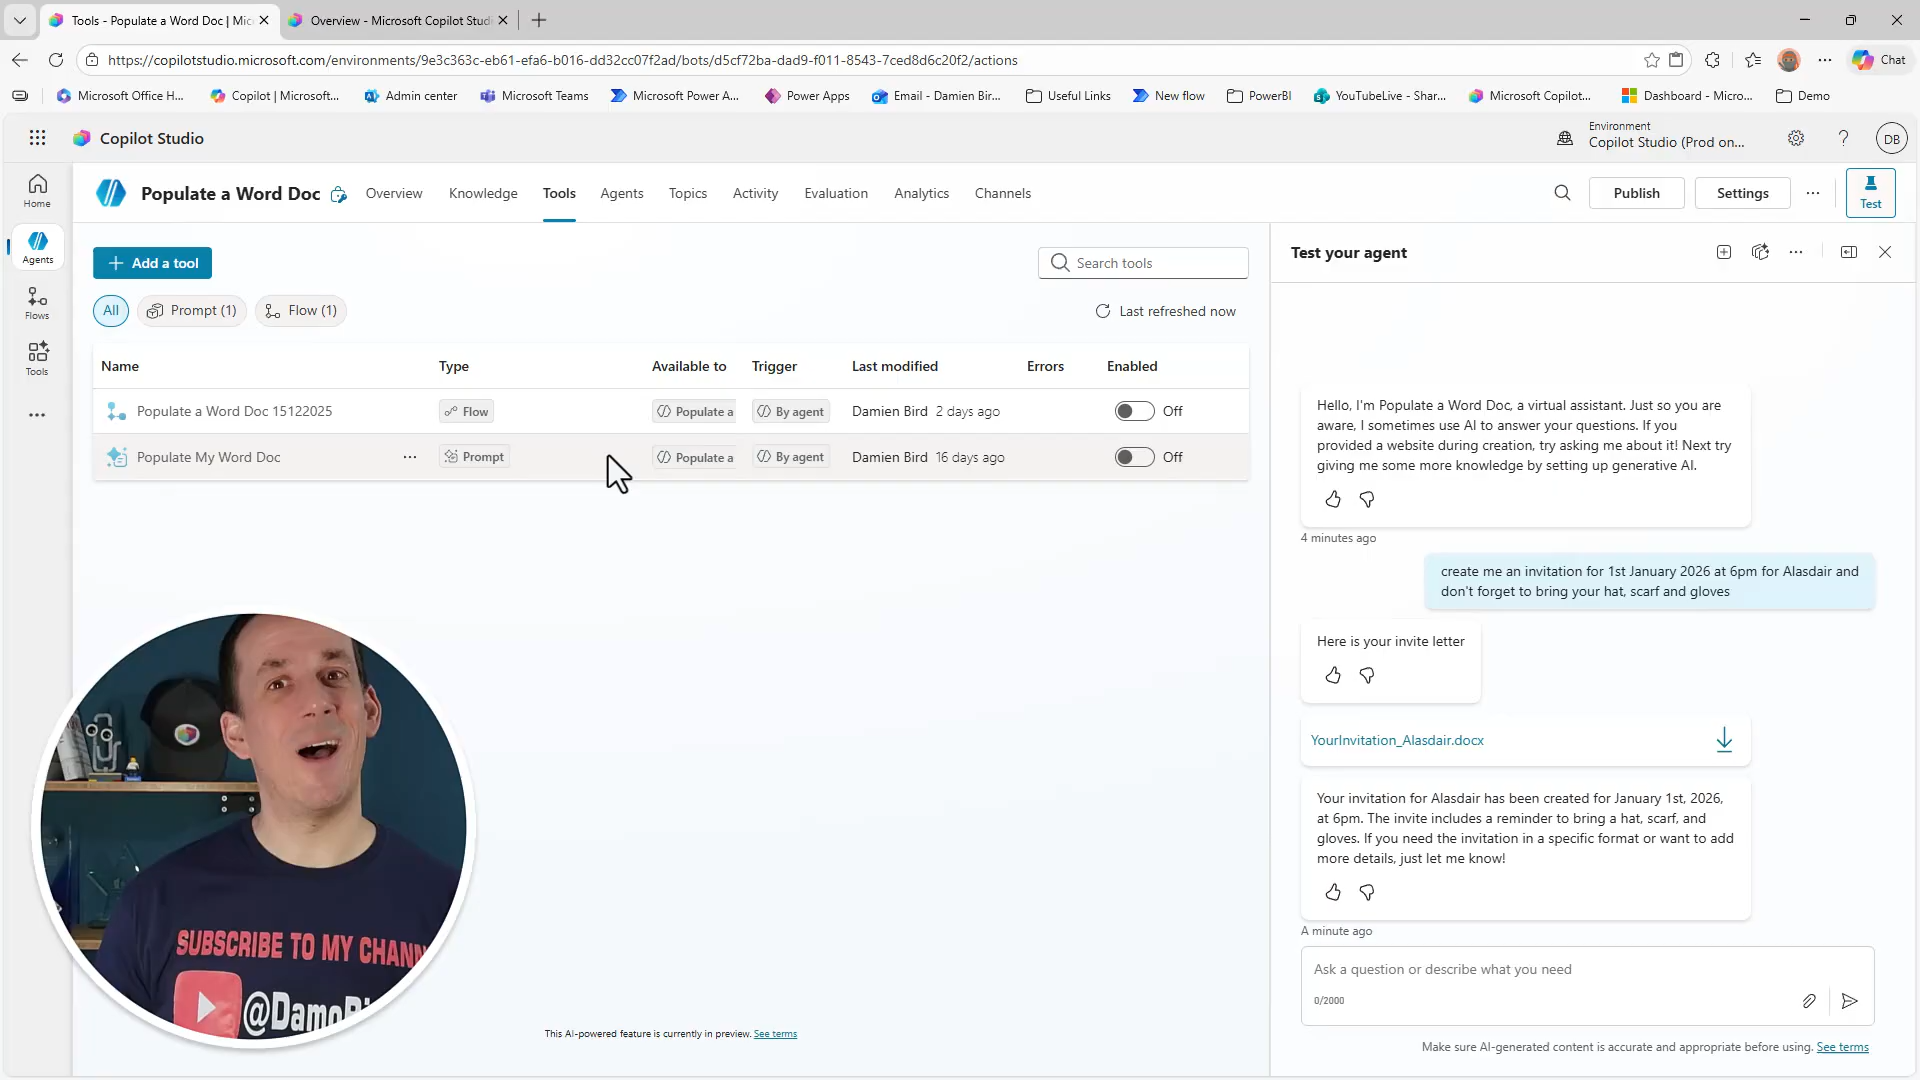 Tools - Populate a Word Doc | Mic
Overview - Microsoft Copilot Studi
https://copilotstudio.microsoft.com/environments/9e3c363c-eb61-efa6-b016-dd32cc07f2ad/bots/d5cf72ba-dad9-f011-8543-7ced8d6c20f2/actions
Chat
Microsoft Office H...
Copilot | Microsoft...
Admin center
Microsoft Teams
Microsoft Power A...
Power Apps
Email - Damien Bir...
Useful Links
New flow
PowerBI
YouTubeLive - Shar...
Microsoft Copilot...
Dashboard - Micro...
Demo
Copilot Studio
Environment
Copilot Studio (Prod on...
DB
Home
Agents
Flows
Tools
Populate a Word Doc
Overview
Knowledge
Tools
Agents
Topics
Activity
Evaluation
Analytics
Channels
Publish
Settings
Test
Add a tool
Search tools
All
Prompt (1)
Flow (1)
Last refreshed now
Name
Type
Available to
Trigger
Last modified
Errors
Enabled
Populate a Word Doc 15122025
Flow
Populate a
By agent
Damien Bird 2 days ago
Off
Populate My Word Doc
Prompt
Populate a
By agent
Damien Bird 16 days ago
Off
This AI-powered feature is currently in preview. See terms
Test your agent
Hello, I'm Populate a Word Doc, a virtual assistant. Just so you are
aware, I sometimes use AI to answer your questions. If you
provided a website during creation, try asking me about it! Next try
giving me some more knowledge by setting up generative AI.
4 minutes ago
create me an invitation for 1st January 2026 at 6pm for Alasdair and
don't forget to bring your hat, scarf and gloves
Here is your invite letter
YourInvitation_Alasdair.docx
Your invitation for Alasdair has been created for January 1st, 2026,
at 6pm. The invite includes a reminder to bring a hat, scarf, and
gloves. If you need the invitation in a specific format or want to add
more details, just let me know!
A minute ago
Ask a question or describe what you need
0/2000
Make sure AI-generated content is accurate and appropriate before using. See terms
SUBSCRIBE TO MY CHANN
@DamoBi